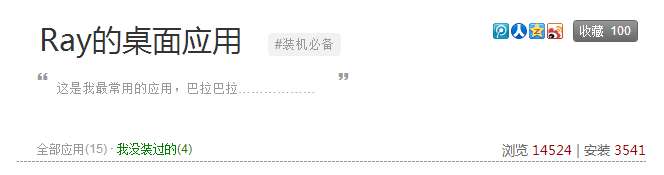 Ray的桌面应用 #装机必备 收藏 100
“ 这是我最常用的应用，巴拉巴拉……………… ”
全部应用(15) · 我没装过的(4) 浏览 14524 | 安装 3541